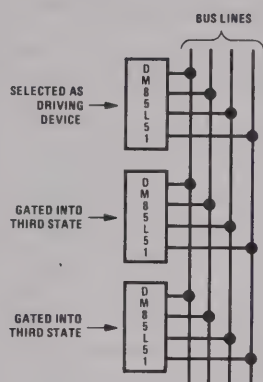 BUS LINES
SELECTED AS
DRIVING
DEVICE
DM85L51
GATED INTO
THIRD STATE
DM85L51
GATED INTO
THIRD STATE
DM85L51